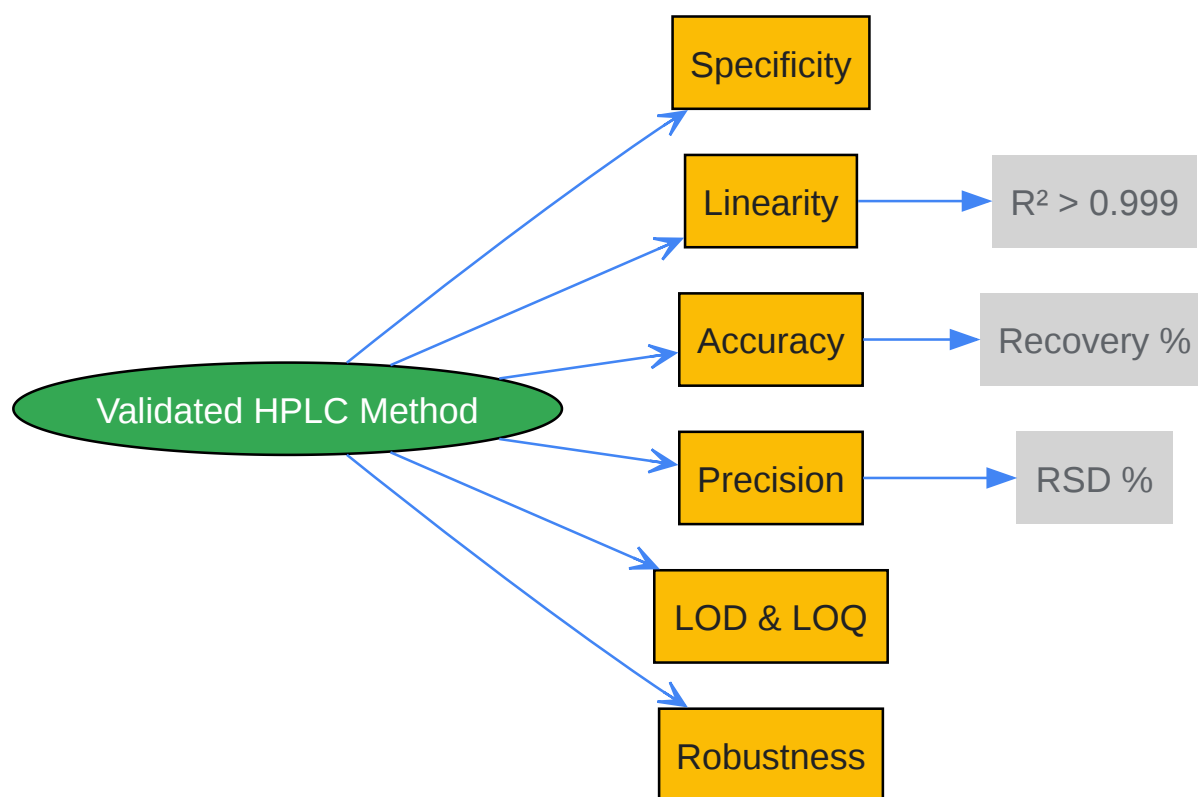 Specificity
Linearity
R² > 0.999
Accuracy
Recovery %
Validated HPLC Method
Precision
RSD %
LOD & LOQ
Robustness